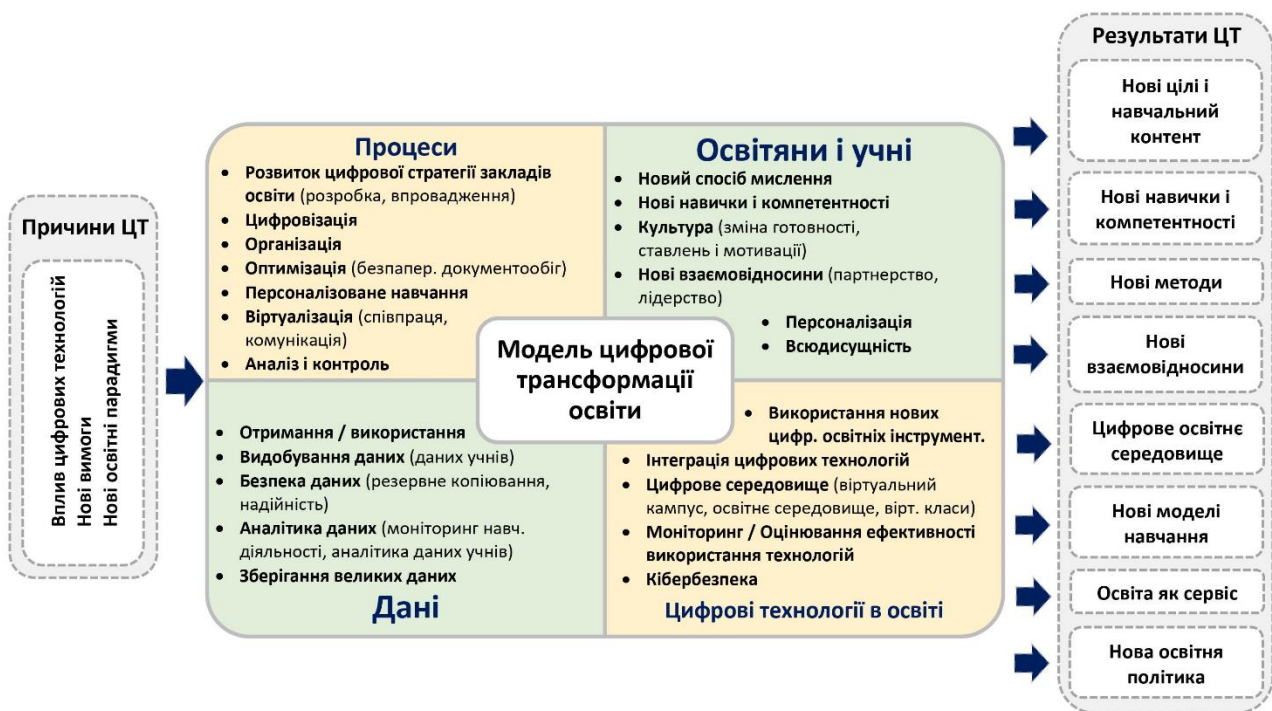 Причини ЦТ
Вплив цифрових технологій
Нові вимоги
Нові освітні парадигми
Процеси
• Розвиток цифрової стратегії закладів
освіти (розробка, впровадження)
• Цифровізація
• Організація
• Оптимізація (безпапер. документообіг)
• Персоналізоване навчання
• Віртуалізація (співпраця,
комунікація)
• Аналіз і контроль
Освітяни і учні
• Новий спосіб мислення
• Нові навички і компетентності
• Культура (зміна готовності,
ставлень і мотивації)
• Нові взаємовідносини (партнерство,
лідерство)
• Персоналізація
• Всюдисущність
Модель цифрової
трансформації
освіти
• Отримання / використання
• Видобування даних (даних учнів)
• Безпека даних (резервне копіювання,
надійність)
• Аналітика даних (моніторинг навч.
діяльності, аналітика даних учнів)
• Зберігання великих даних
Дані
• Використання нових
цифр. освітніх інструмент.
• Інтеграція цифрових технологій
• Цифрове середовище (віртуальний
кампус, освітнє середовище, вірт. класи)
• Моніторинг / Оцінювання ефективності
використання технологій
• Кібербезпека
Цифрові технології в освіті
Результати ЦТ
Нові цілі і
навчальний
контент
Нові навички і
компетентності
Нові методи
Нові
взаємовідносини
Цифрове освітнє
середовище
Нові моделі
навчання
Освіта як сервіс
Нова освітня
політика